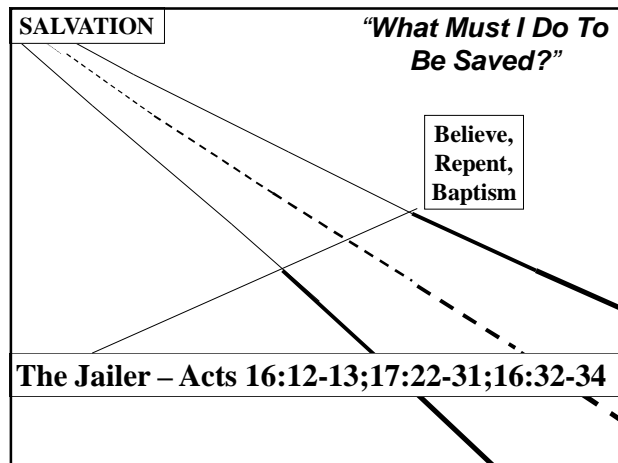 SALVATION
“What Must I Do To
Be Saved?”
Believe,
Repent,
Baptism
The Jailer – Acts 16:12-13;17:22-31;16:32-34